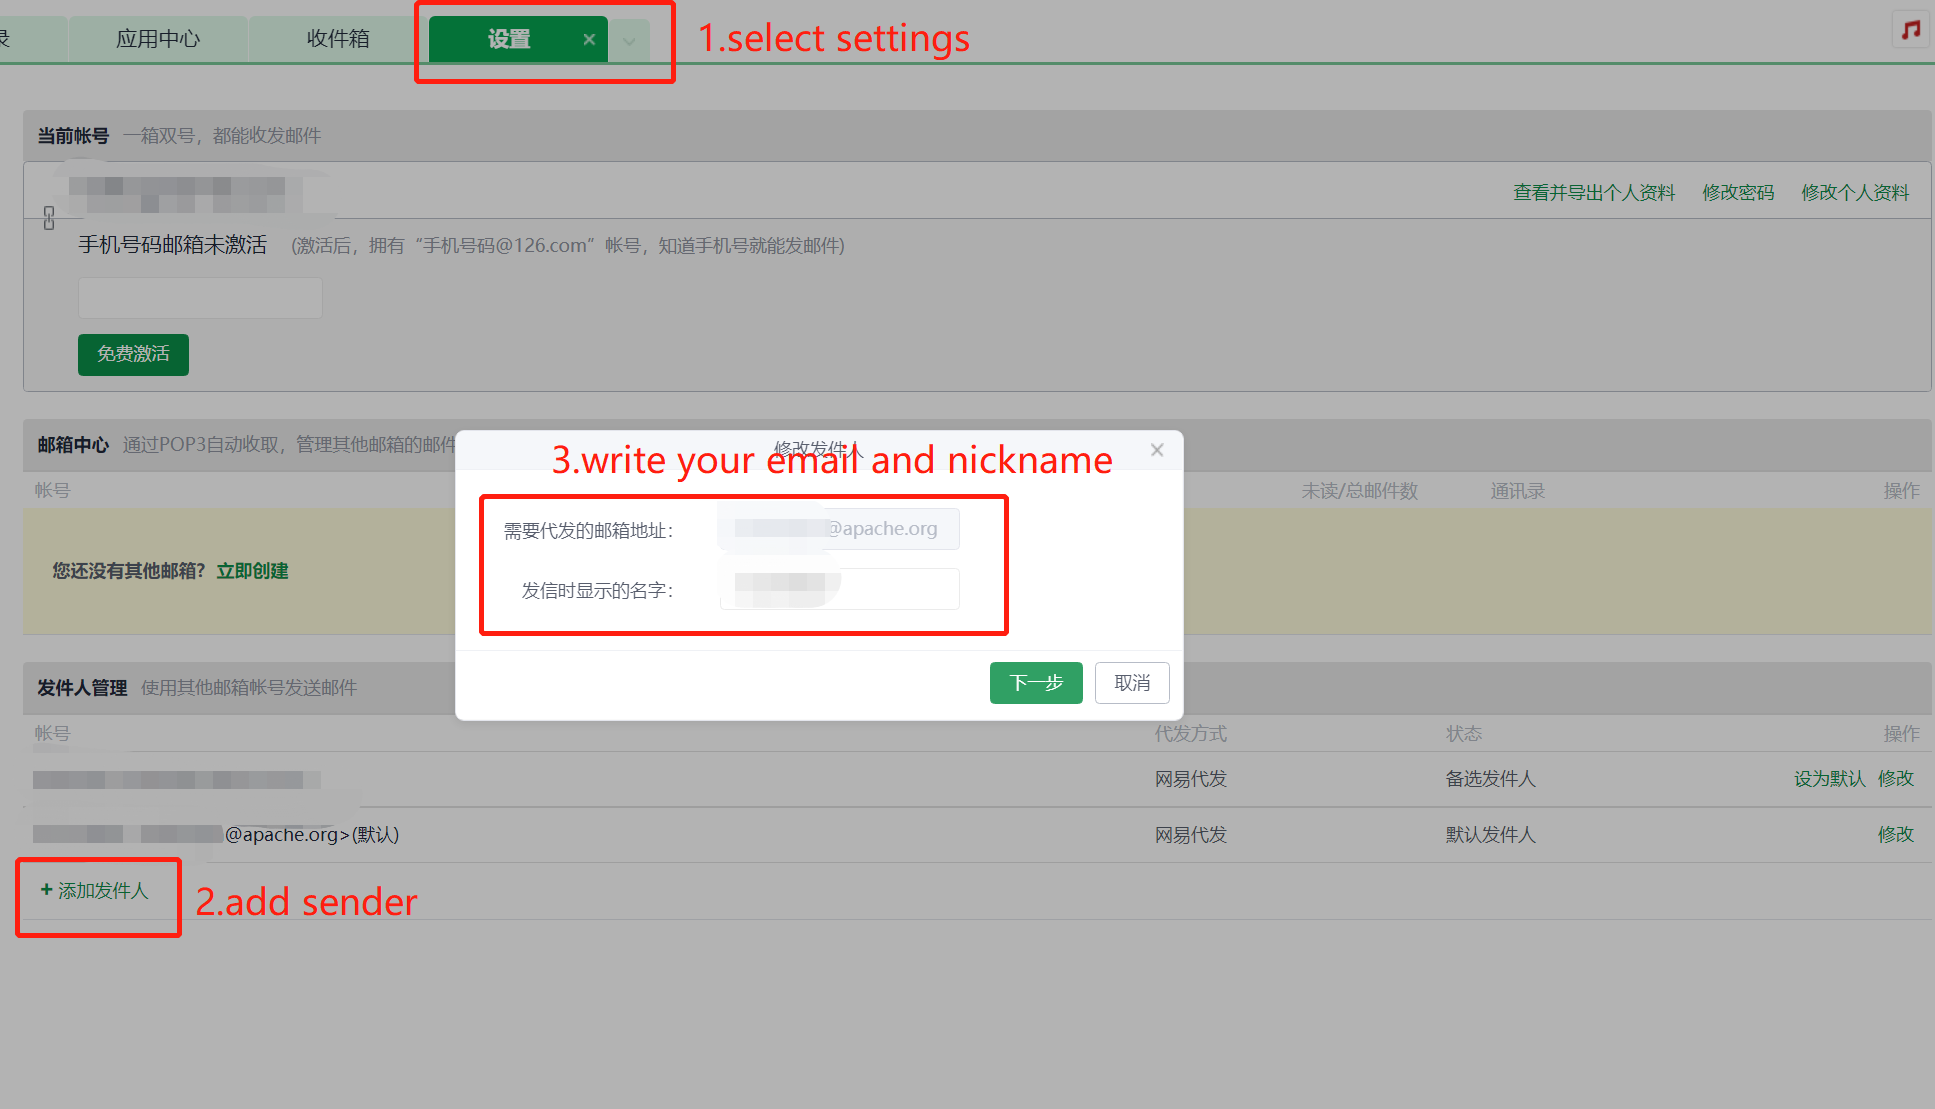 录
应用中心
收件箱
设置
1.select settings
当前帐号 一箱双号，都能收发邮件
查看并导出个人资料 修改密码 修改个人资料
手机号码邮箱未激活 (激活后，拥有“手机号码@126.com”帐号，知道手机号就能发邮件)
免费激活
邮箱中心 通过POP3自动收取，管理其他邮箱的邮件
修改发件人
3.write your email and nickname
帐号 未读/总邮件数 通讯录 操作
需要代发的邮箱地址： @apache.org
您还没有其他邮箱？ 立即创建
发信时显示的名字：
下一步 取消
发件人管理 使用其他邮箱帐号发送邮件
帐号 代发方式 状态 操作
网易代发 备选发件人 设为默认 修改
@apache.org>(默认) 网易代发 默认发件人 修改
+ 添加发件人
2.add sender